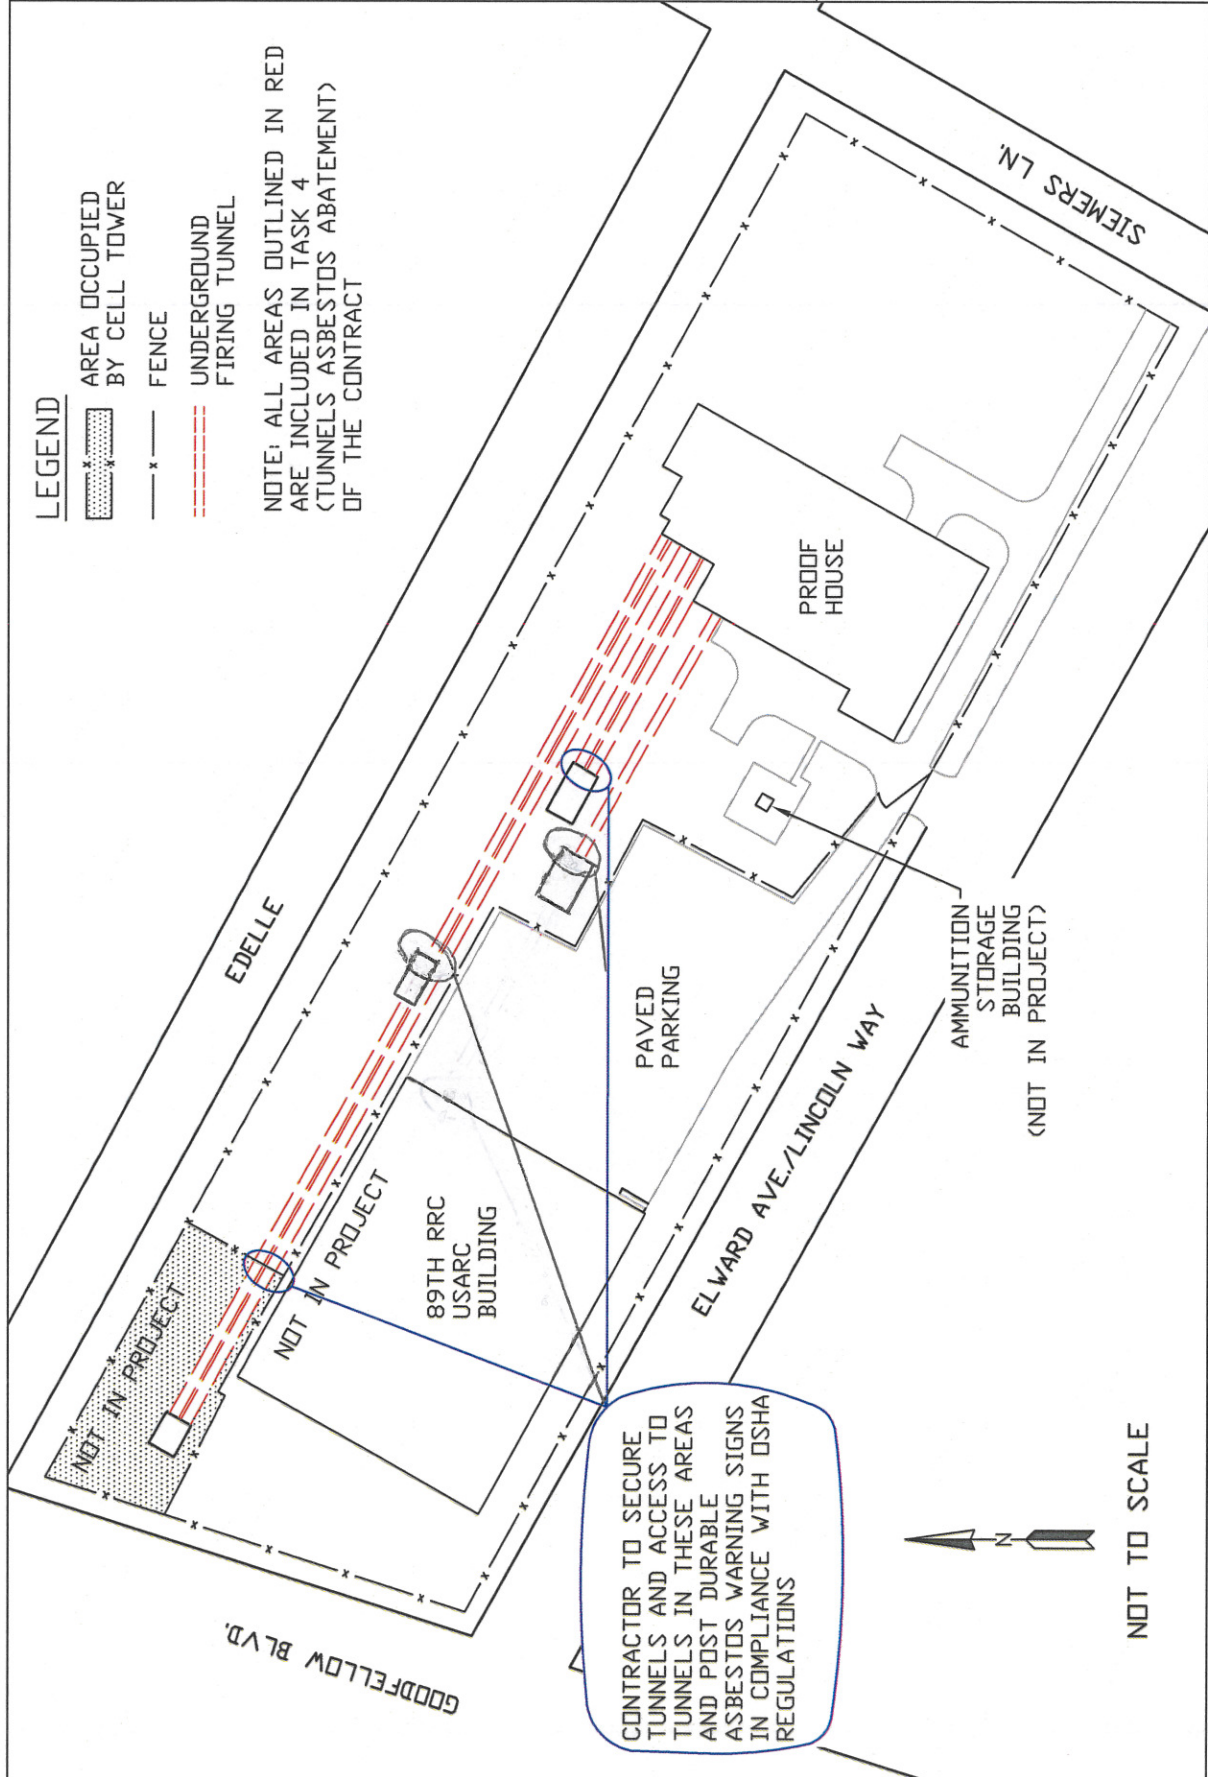 LEGEND
AREA OCCUPIED
BY CELL TOWER
FENCE
UNDERGROUND
FIRING TUNNEL
NOTE: ALL AREAS OUTLINED IN RED
ARE INCLUDED IN TASK 4
(TUNNELS ASBESTOS ABATEMENT)
OF THE CONTRACT
SIEMERS LN.
EDELLE
PROOF
HOUSE
NOT IN PROJECT
NOT IN PROJECT
89TH RRC
USARC
BUILDING
PAVED
PARKING
ELWARD AVE./LINCOLN WAY
AMMUNITION
STORAGE
BUILDING
(NOT IN PROJECT)
GOODFELLOW BLVD.
CONTRACTOR TO SECURE
TUNNELS AND ACCESS TO
TUNNELS IN THESE AREAS
AND POST DURABLE
ASBESTOS WARNING SIGNS
IN COMPLIANCE WITH OSHA
REGULATIONS
N
NOT TO SCALE